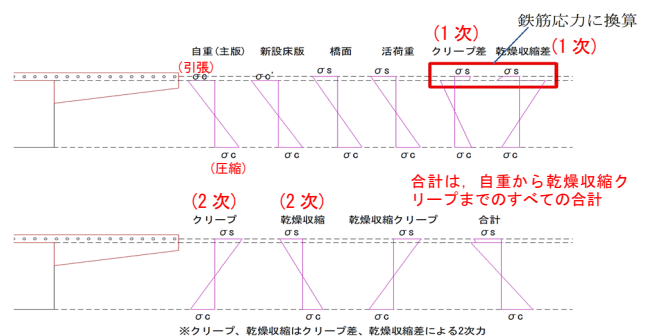 鉄筋応力に換算
(1 次)
(1 次)
自重(主版) 新設床版 橋面 活荷重 クリープ差 乾燥収縮差
(引張)
σc σc' σs σs σs σs
σc σc σc σc σc σc
(圧縮)
合計は，自重から乾燥収縮ク
リープまでのすべての合計
(2 次) (2 次)
クリープ 乾燥収縮 乾燥収縮クリープ 合計
σs σs σs σs
σc σc σc σc
※クリープ、乾燥収縮はクリープ差、乾燥収縮差による2次力